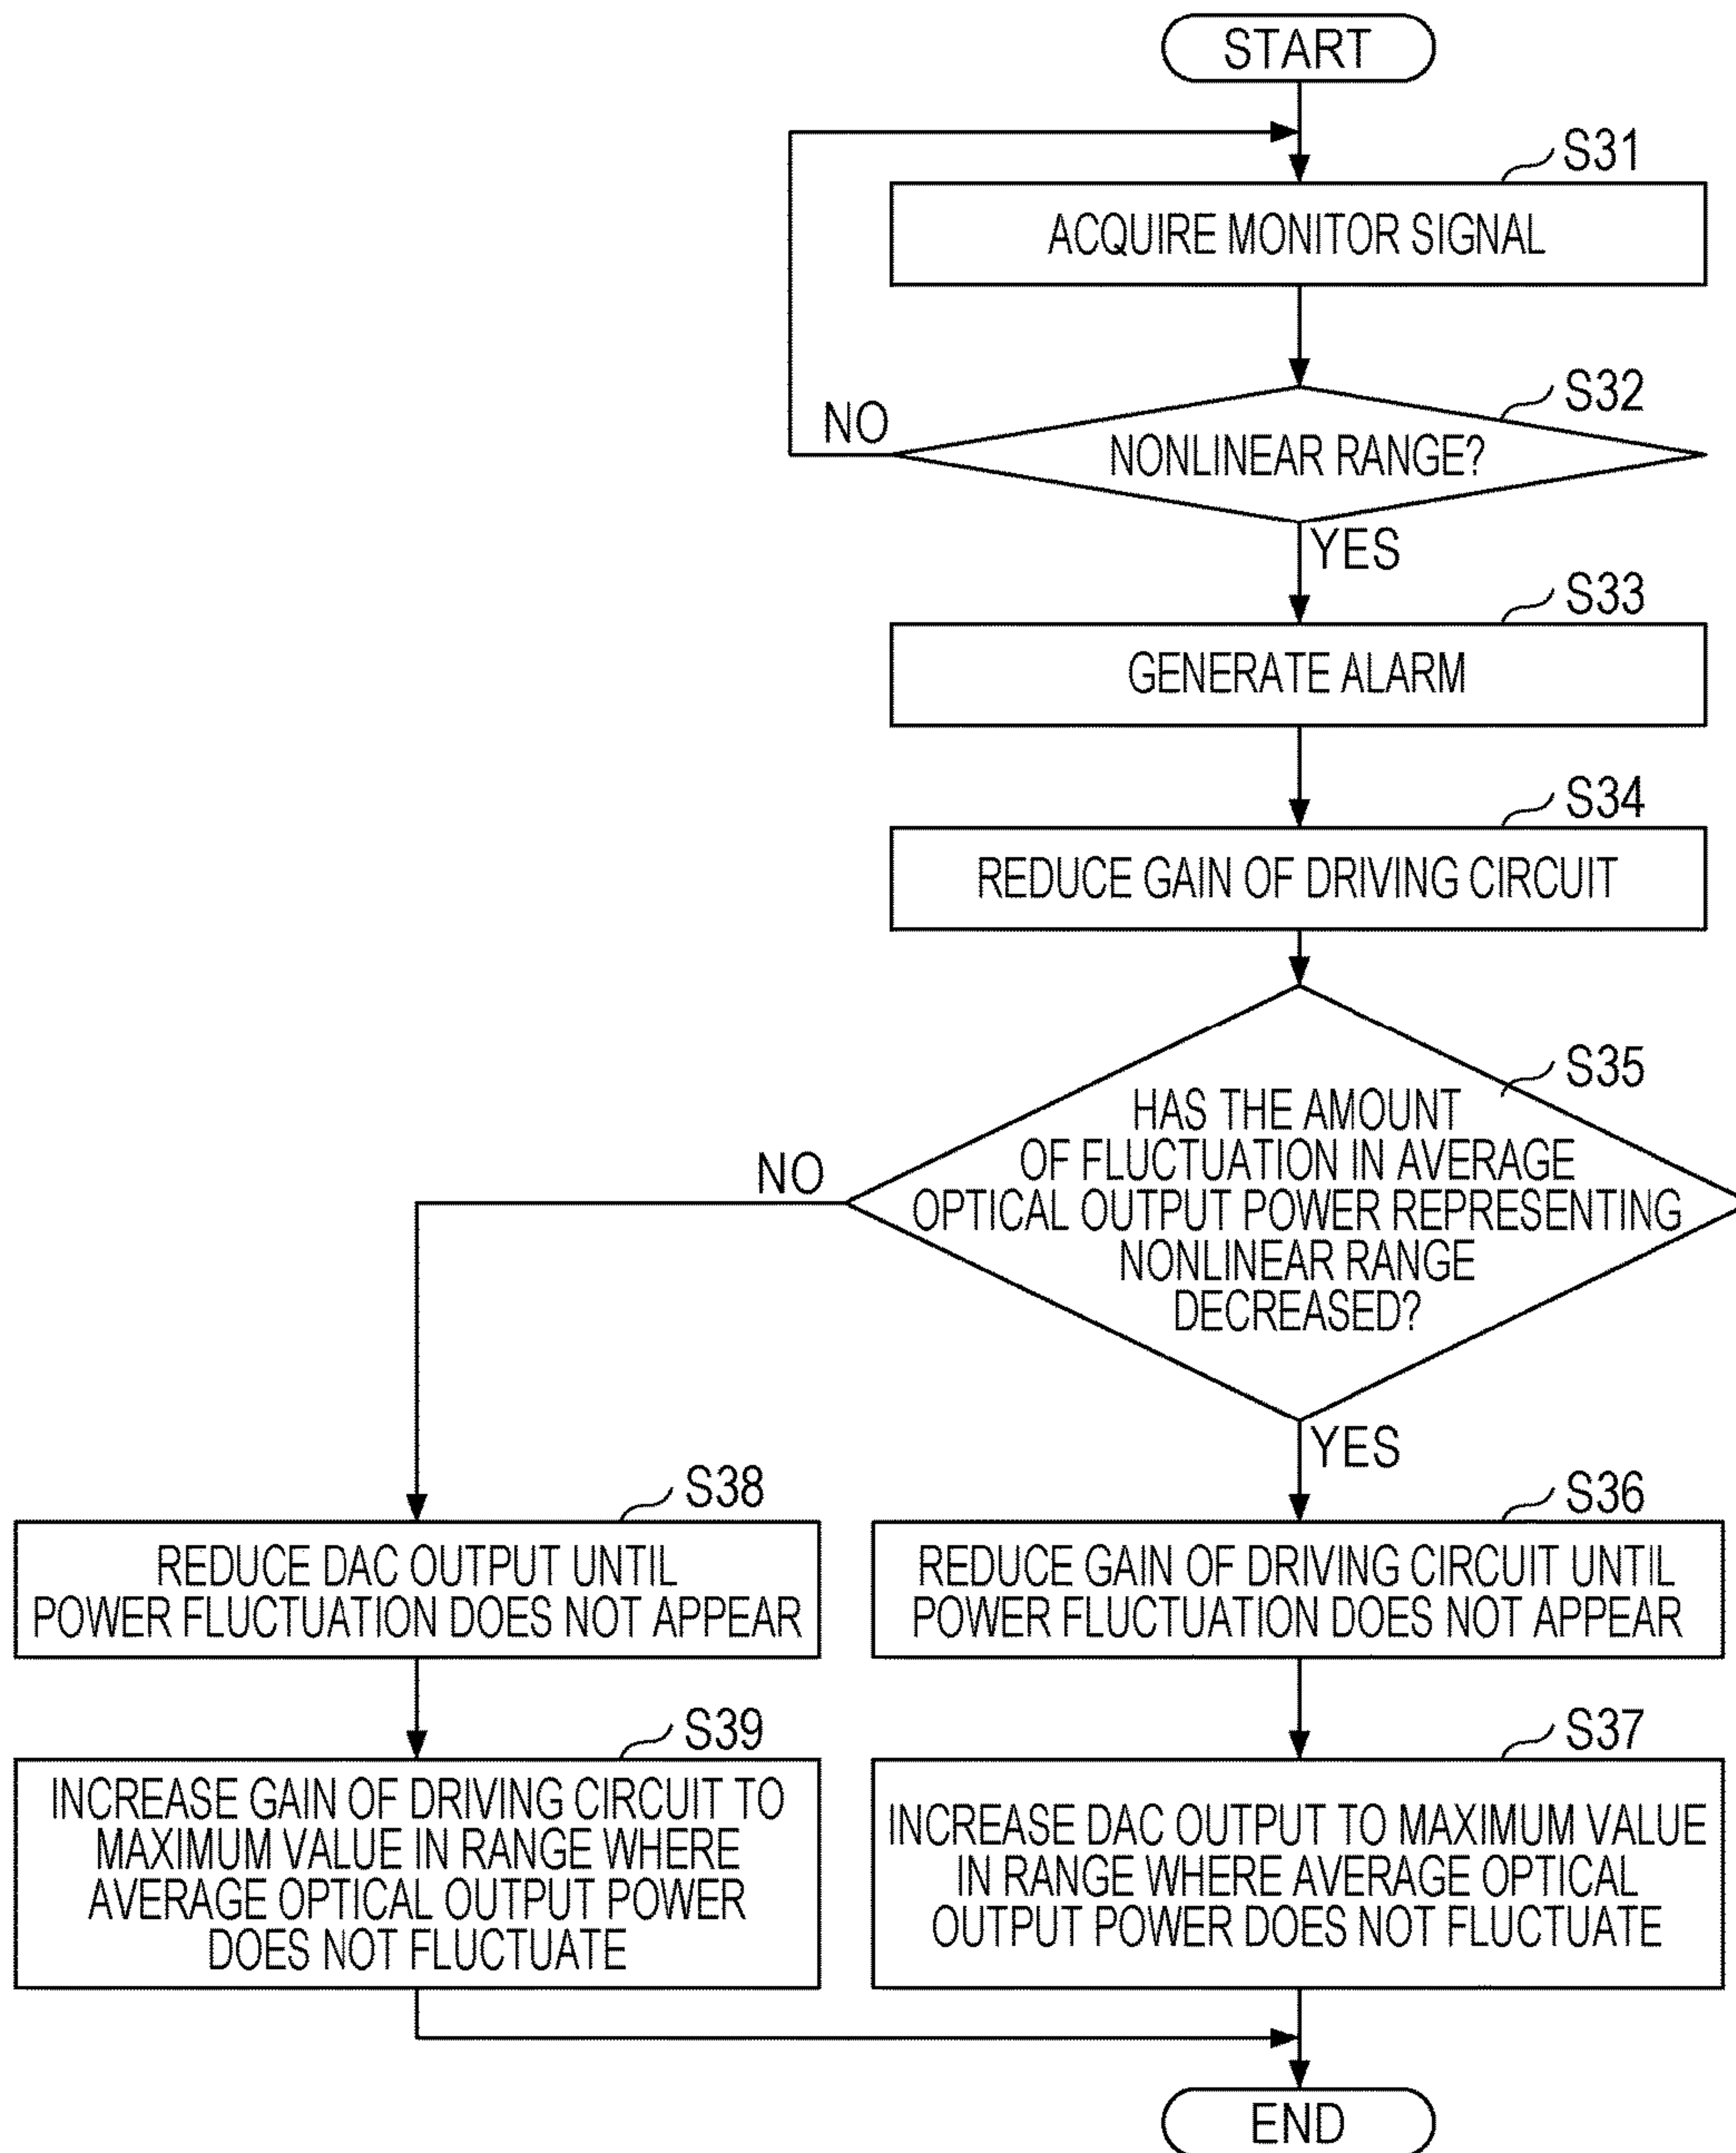 START
S31
ACQUIRE MONITOR SIGNAL
S32
NO
NONLINEAR RANGE?
YES
S33
GENERATE ALARM
S34
REDUCE GAIN OF DRIVING CIRCUIT
S35
HAS THE AMOUNT
OF FLUCTUATION IN AVERAGE
OPTICAL OUTPUT POWER REPRESENTING
NONLINEAR RANGE
DECREASED?
NO
YES
S38
REDUCE DAC OUTPUT UNTIL
POWER FLUCTUATION DOES NOT APPEAR
S36
REDUCE GAIN OF DRIVING CIRCUIT UNTIL
POWER FLUCTUATION DOES NOT APPEAR
S39
INCREASE GAIN OF DRIVING CIRCUIT TO
MAXIMUM VALUE IN RANGE WHERE
AVERAGE OPTICAL OUTPUT POWER
DOES NOT FLUCTUATE
S37
INCREASE DAC OUTPUT TO MAXIMUM VALUE
IN RANGE WHERE AVERAGE OPTICAL
OUTPUT POWER DOES NOT FLUCTUATE
END